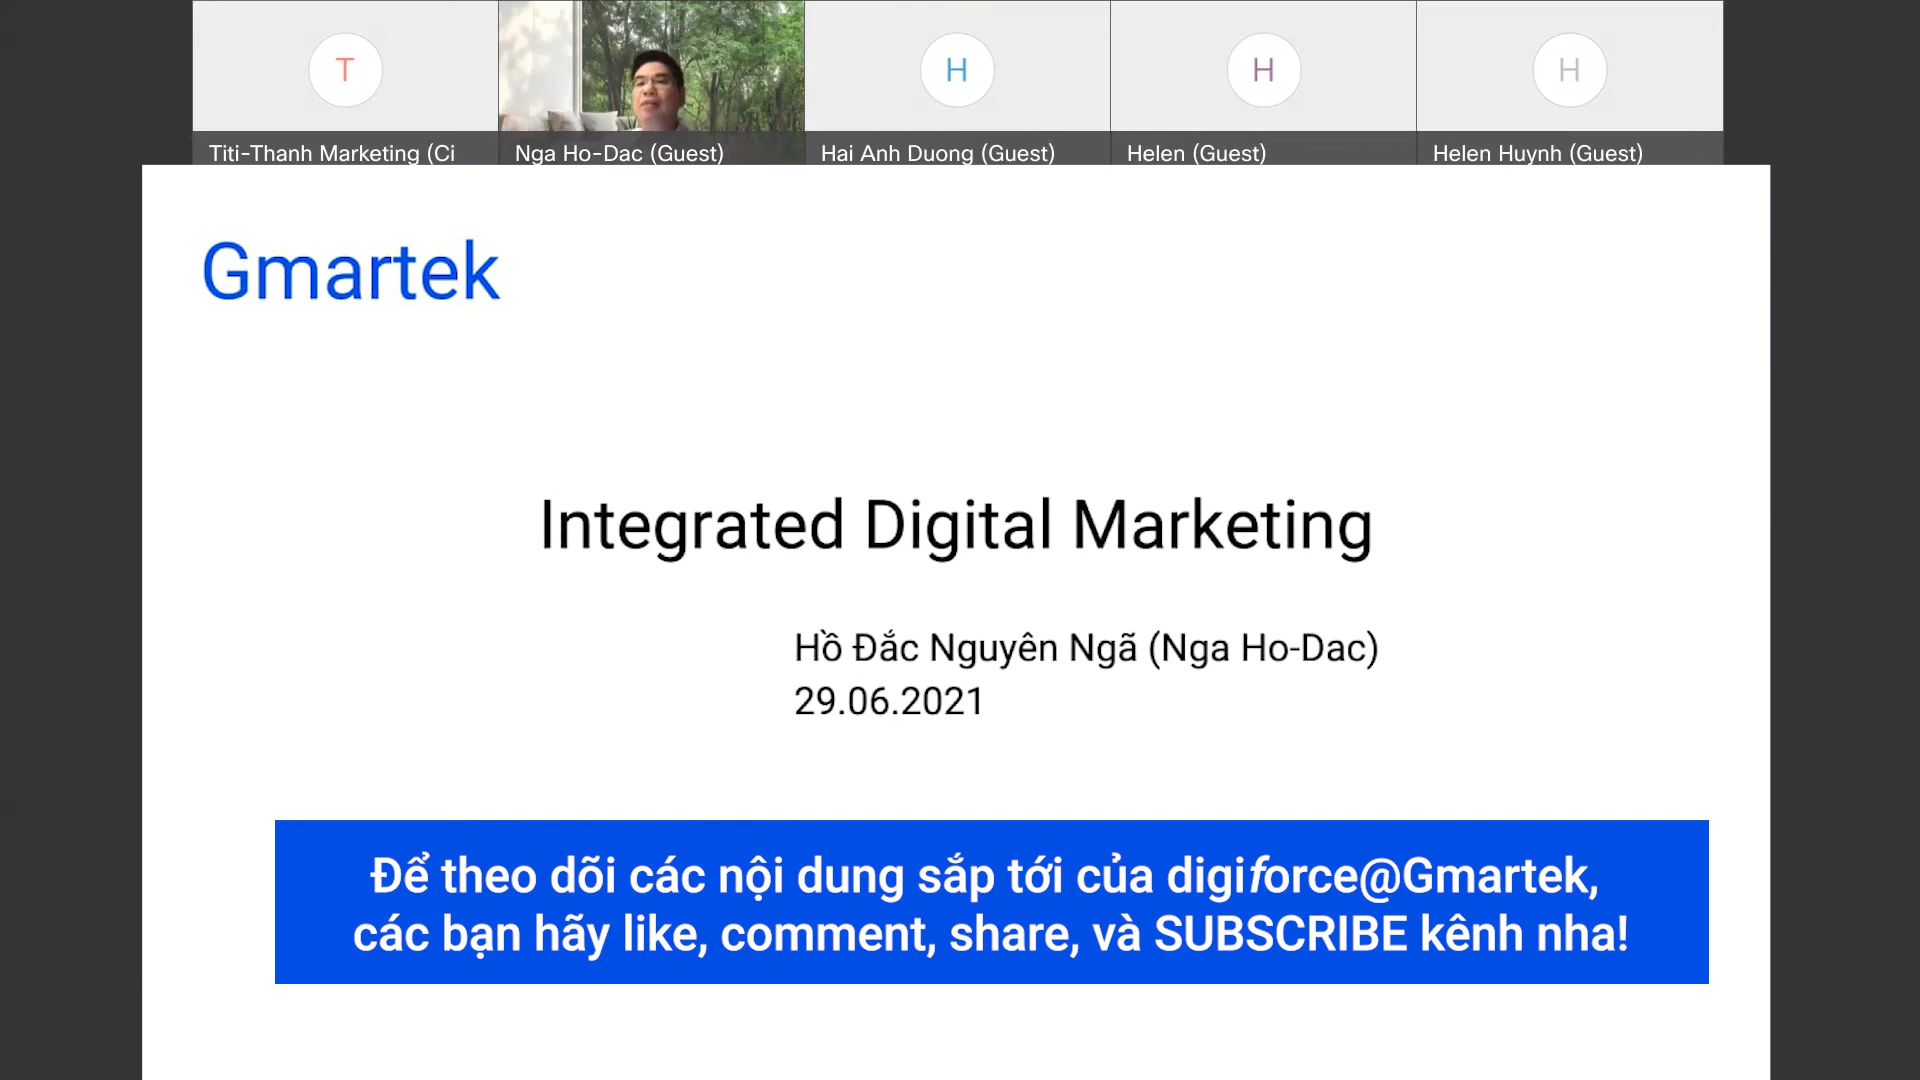 T
H
H
H
Titi-Thanh Marketing (Ci
Nga Ho-Dac (Guest)
Hai Anh Duong (Guest)
Helen (Guest)
Helen Huynh (Guest)
Gmartek
Integrated Digital Marketing
Hồ Đắc Nguyên Ngã (Nga Ho-Dac)
29.06.2021
Để theo dõi các nội dung sắp tới của digiforce@Gmartek,
các bạn hãy like, comment, share, và SUBSCRIBE kênh nha!